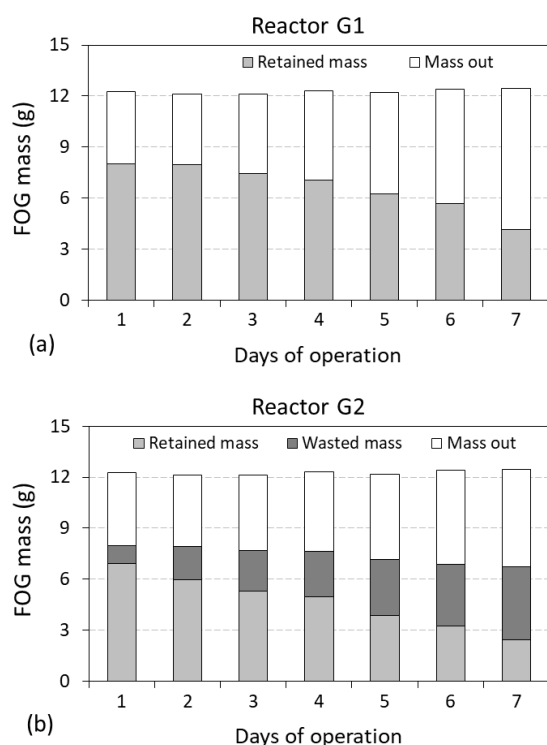 Reactor G1
Retained mass Mass out
15
12
9
6
3
0
FOG mass (g)
1 2 3 4 5 6 7
(a)
Days of operation
Reactor G2
Retained mass Wasted mass Mass out
15
12
9
6
3
0
FOG mass (g)
1 2 3 4 5 6 7
(b)
Days of operation